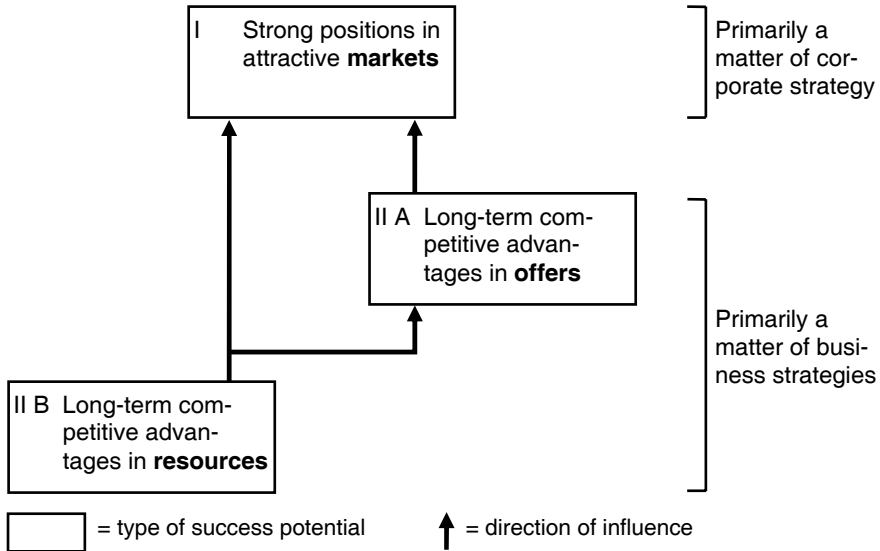 I Strong positions in
attractive markets
Primarily a
matter of cor-
porate strategy
II A Long-term com-
petitive advan-
tages in offers
Primarily a
matter of busi-
ness strategies
II B Long-term com-
petitive advan-
tages in resources
= type of success potential
= direction of influence